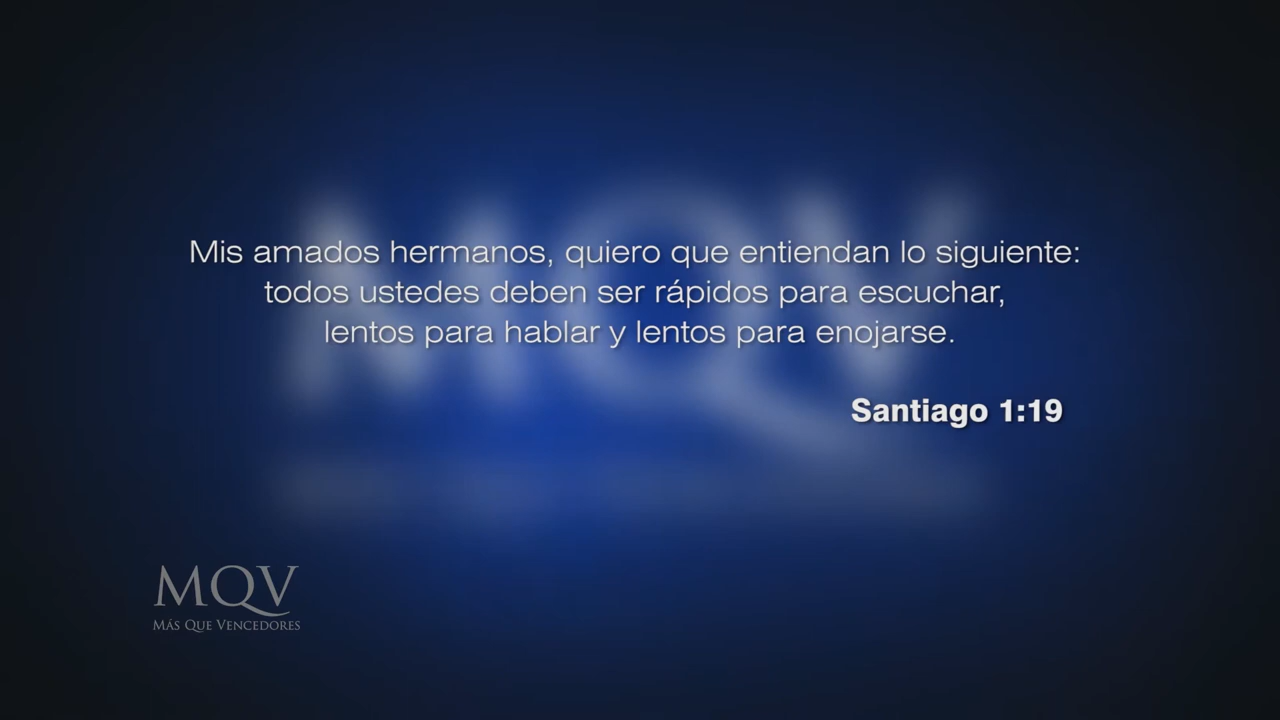 Mis amados hermanos, quiero que entiendan lo siguiente:
todos ustedes deben ser rápidos para escuchar,
lentos para hablar y lentos para enojarse.
Santiago 1:19
MQV
Más Que Vencedores